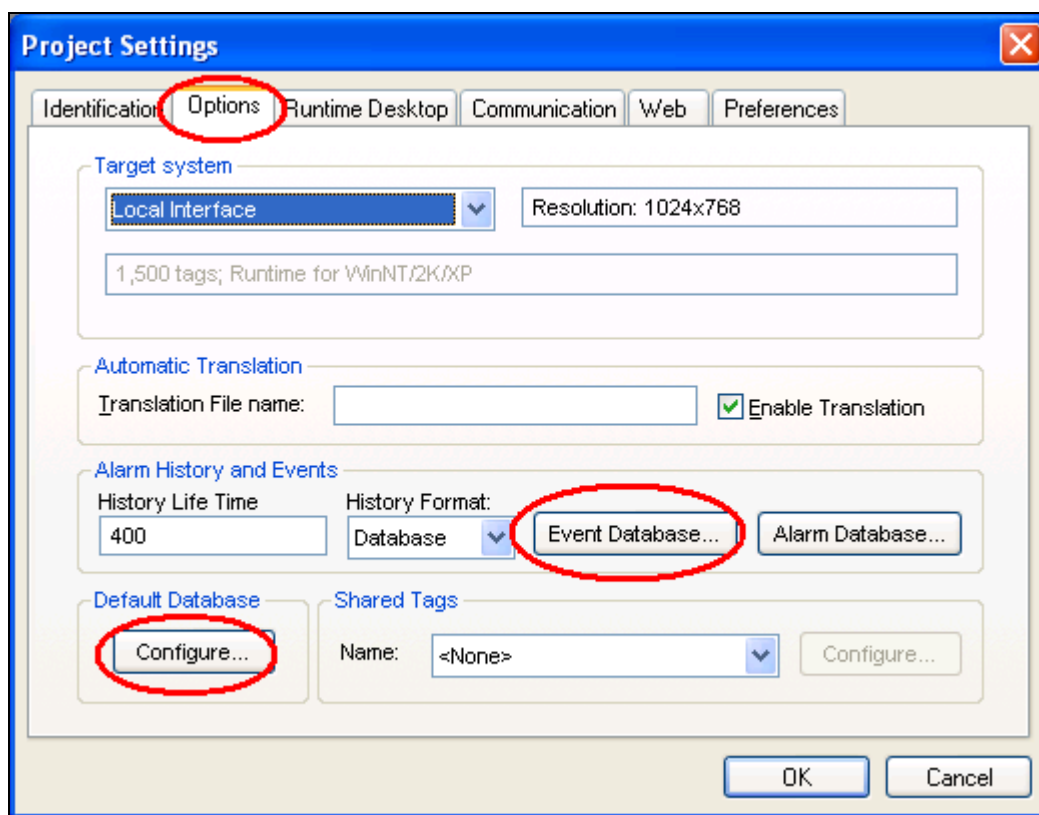 Project Settings
Identification Options Runtime Desktop Communication Web Preferences
Target system
Local Interface Resolution: 1024x768
1,500 tags; Runtime for WinNT/2K/XP
Automatic Translation
Translation File name: Enable Translation
Alarm History and Events
History Life Time History Format:
400 Database Event Database... Alarm Database...
Default Database Shared Tags
Configure... Name: <None> Configure...
OK Cancel